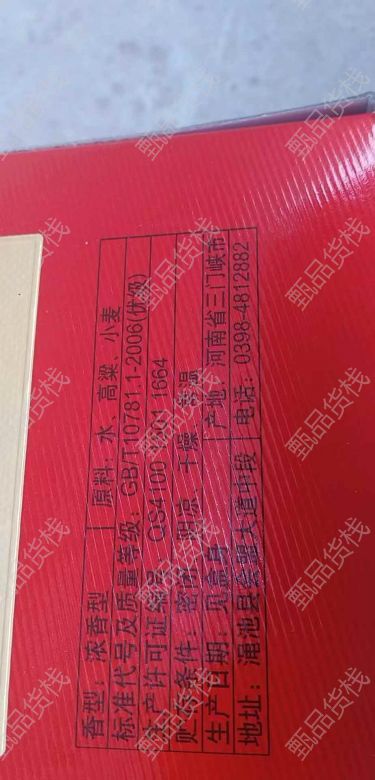 香型：浓香型 原料：水、高粱、小麦
标准代号及质量等级：GB/T10781.1-2006(优级)
生产许可证编号：QS4100 1501 1664
贮存条件：密闭 阴凉 干燥 常温
生产日期：见盒身 产地：河南省三门峡市
地址：渑池县会盟大道中段 电话：0398-4812882
甄品货栈